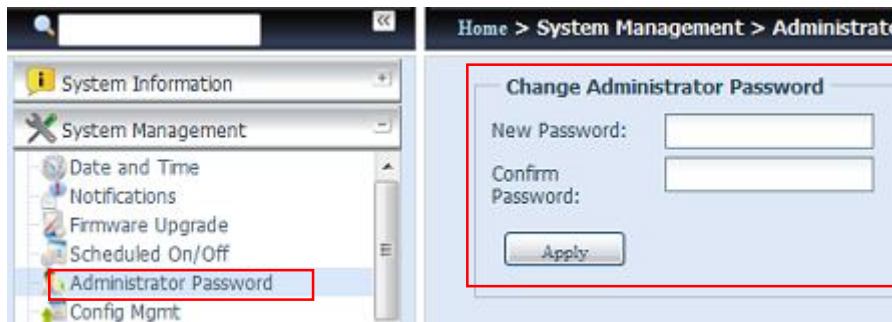 System Information
System Management
Date and Time
Notifications
Firmware Upgrade
Scheduled On/Off
Administrator Password
Config Mgmt
Home > System Management > Administrato
Change Administrator Password
New Password:
Confirm
Password:
Apply